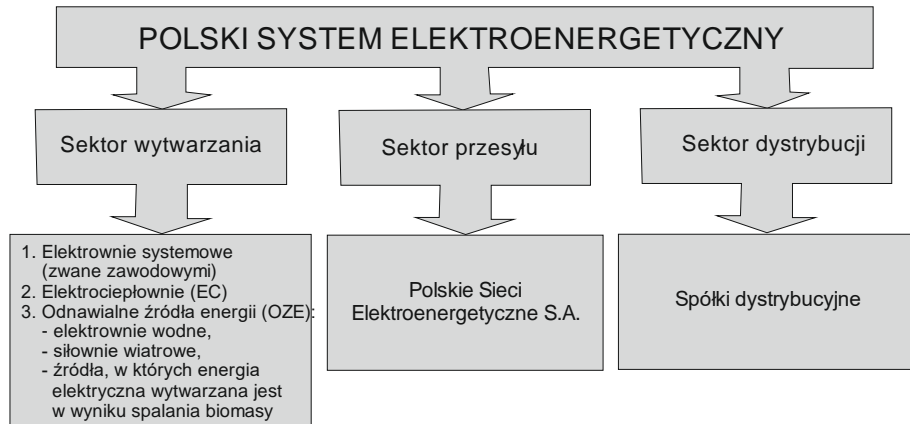 POLSKI SYSTEM ELEKTROENERGETYCZNY
Sektor wytwarzania
Sektor przesyłu
Sektor dystrybucji
1. Elektrownie systemowe
(zwane zawodowymi)
2. Elektrociepłownie (EC)
3. Odnawialne źródła energii (OZE):
- elektrownie wodne,
- siłownie wiatrowe,
- źródła, w których energia
elektryczna wytwarzana jest
w wyniku spalania biomasy
Polskie Sieci
Elektroenergetyczne S.A.
Spółki dystrybucyjne